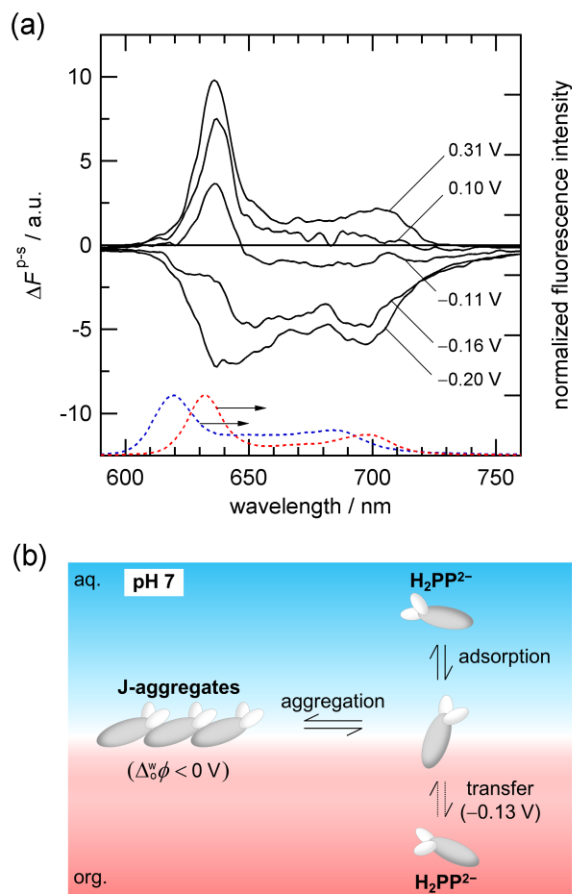 (a)
10
5
0
−5
−10
ΔF p-s / a.u.
normalized fluorescence intensity
0.31 V
0.10 V
−0.11 V
−0.16 V
−0.20 V
600
650
700
750
wavelength / nm
(b)
aq.
pH 7
H₂PP²⁻
adsorption
J-aggregates
aggregation
(Δ w o ϕ < 0 V)
transfer
(−0.13 V)
org.
H₂PP²⁻